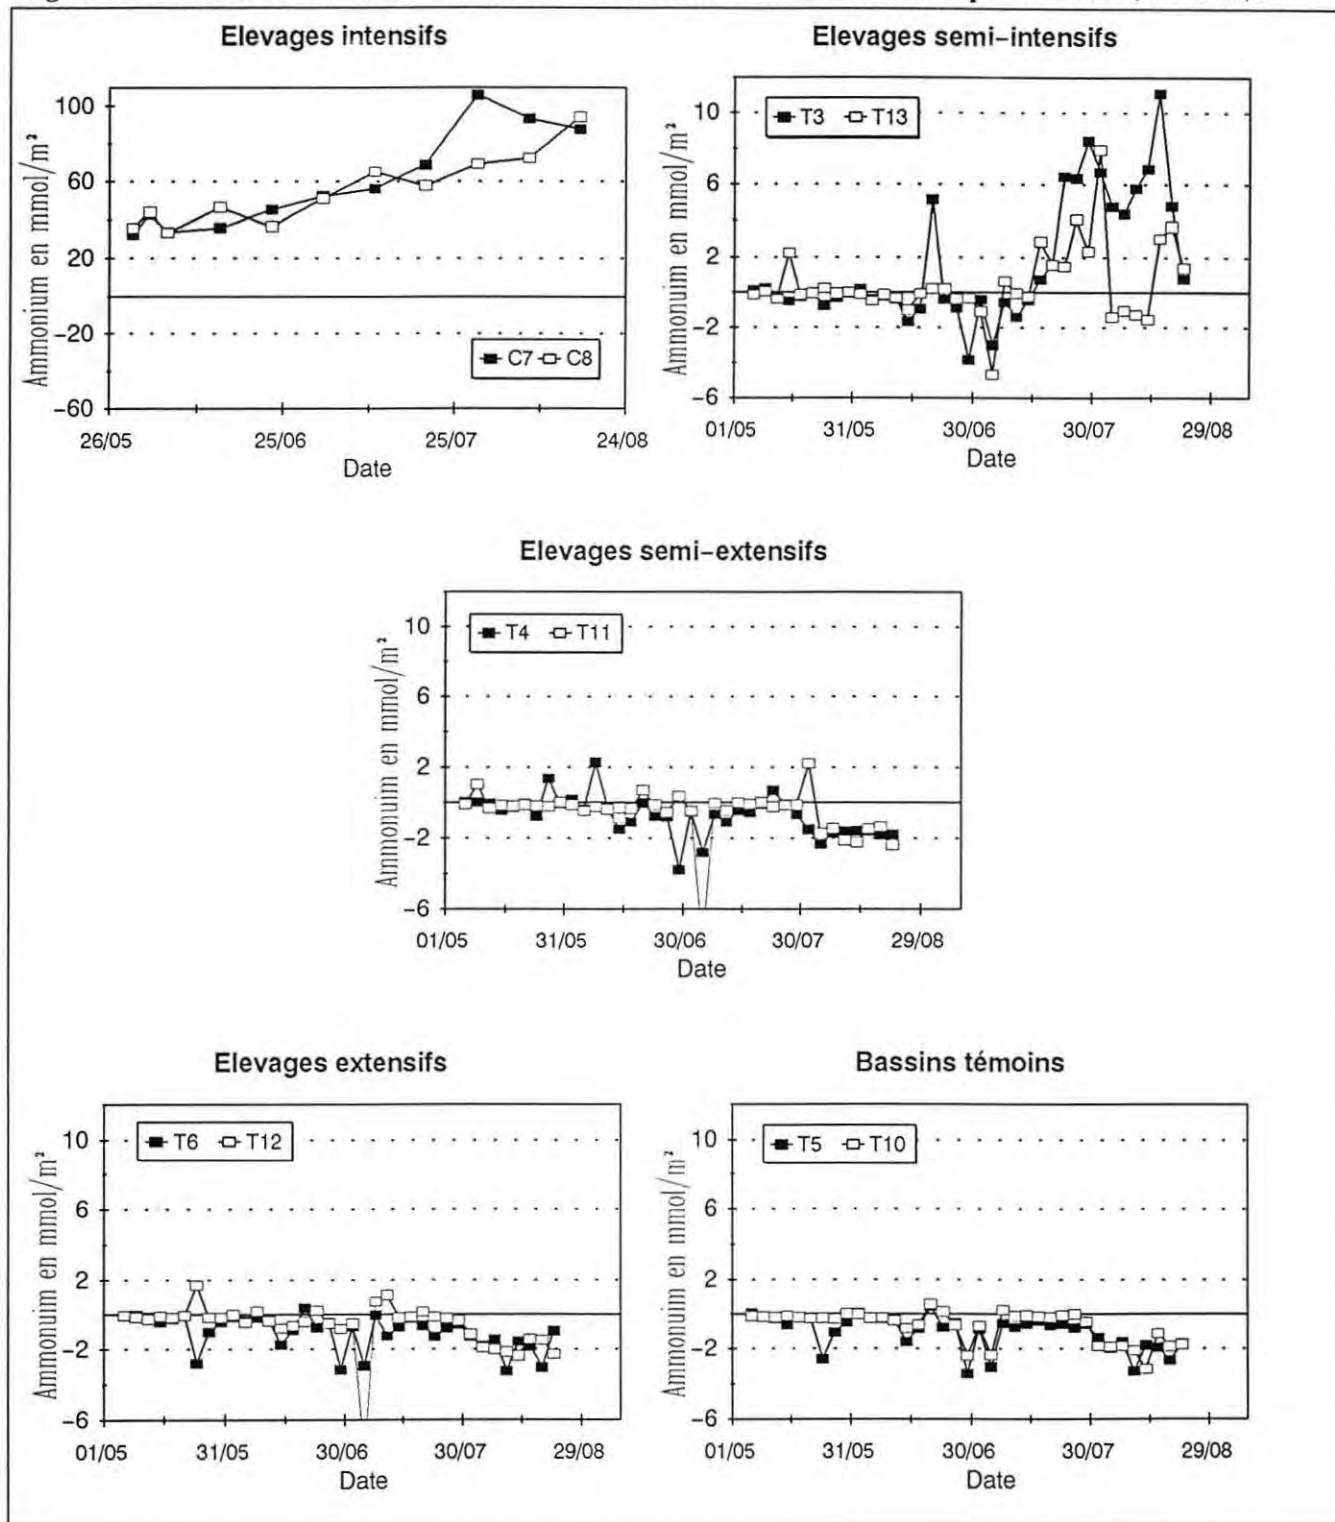 Elevages intensifs
Ammonium en mmol/m²
100
60
20
−20
−60
C7 C8
26/05 25/06 25/07 24/08
Date
Elevages semi−intensifs
Ammonuim en mmol/m²
10
6
2
−2
−6
T3 T13
01/05 31/05 30/06 30/07 29/08
Date
Elevages semi−extensifs
Ammonuim en mmol/m²
10
6
2
−2
−6
T4 T11
01/05 31/05 30/06 30/07 29/08
Date
Elevages extensifs
Ammonuim en mmol/m²
10
6
2
−2
−6
T6 T12
01/05 31/05 30/06 30/07 29/08
Date
Bassins témoins
Ammonuim en mmol/m²
10
6
2
−2
−6
T5 T10
01/05 31/05 30/06 30/07 29/08
Date